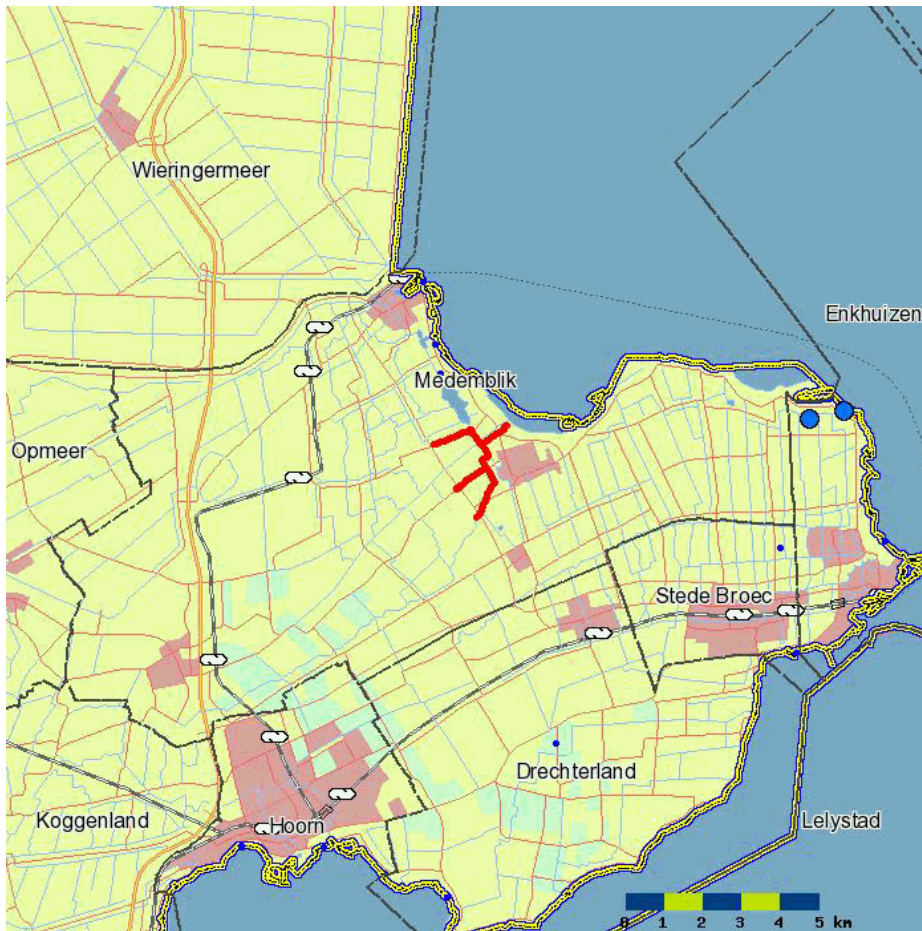 Wieringermeer
Enkhuizen
Medemblik
Opmeer
Stede Broec
Drechterland
Koggenland
Hoorn
Lelystad
0 1 2 3 4 5 km